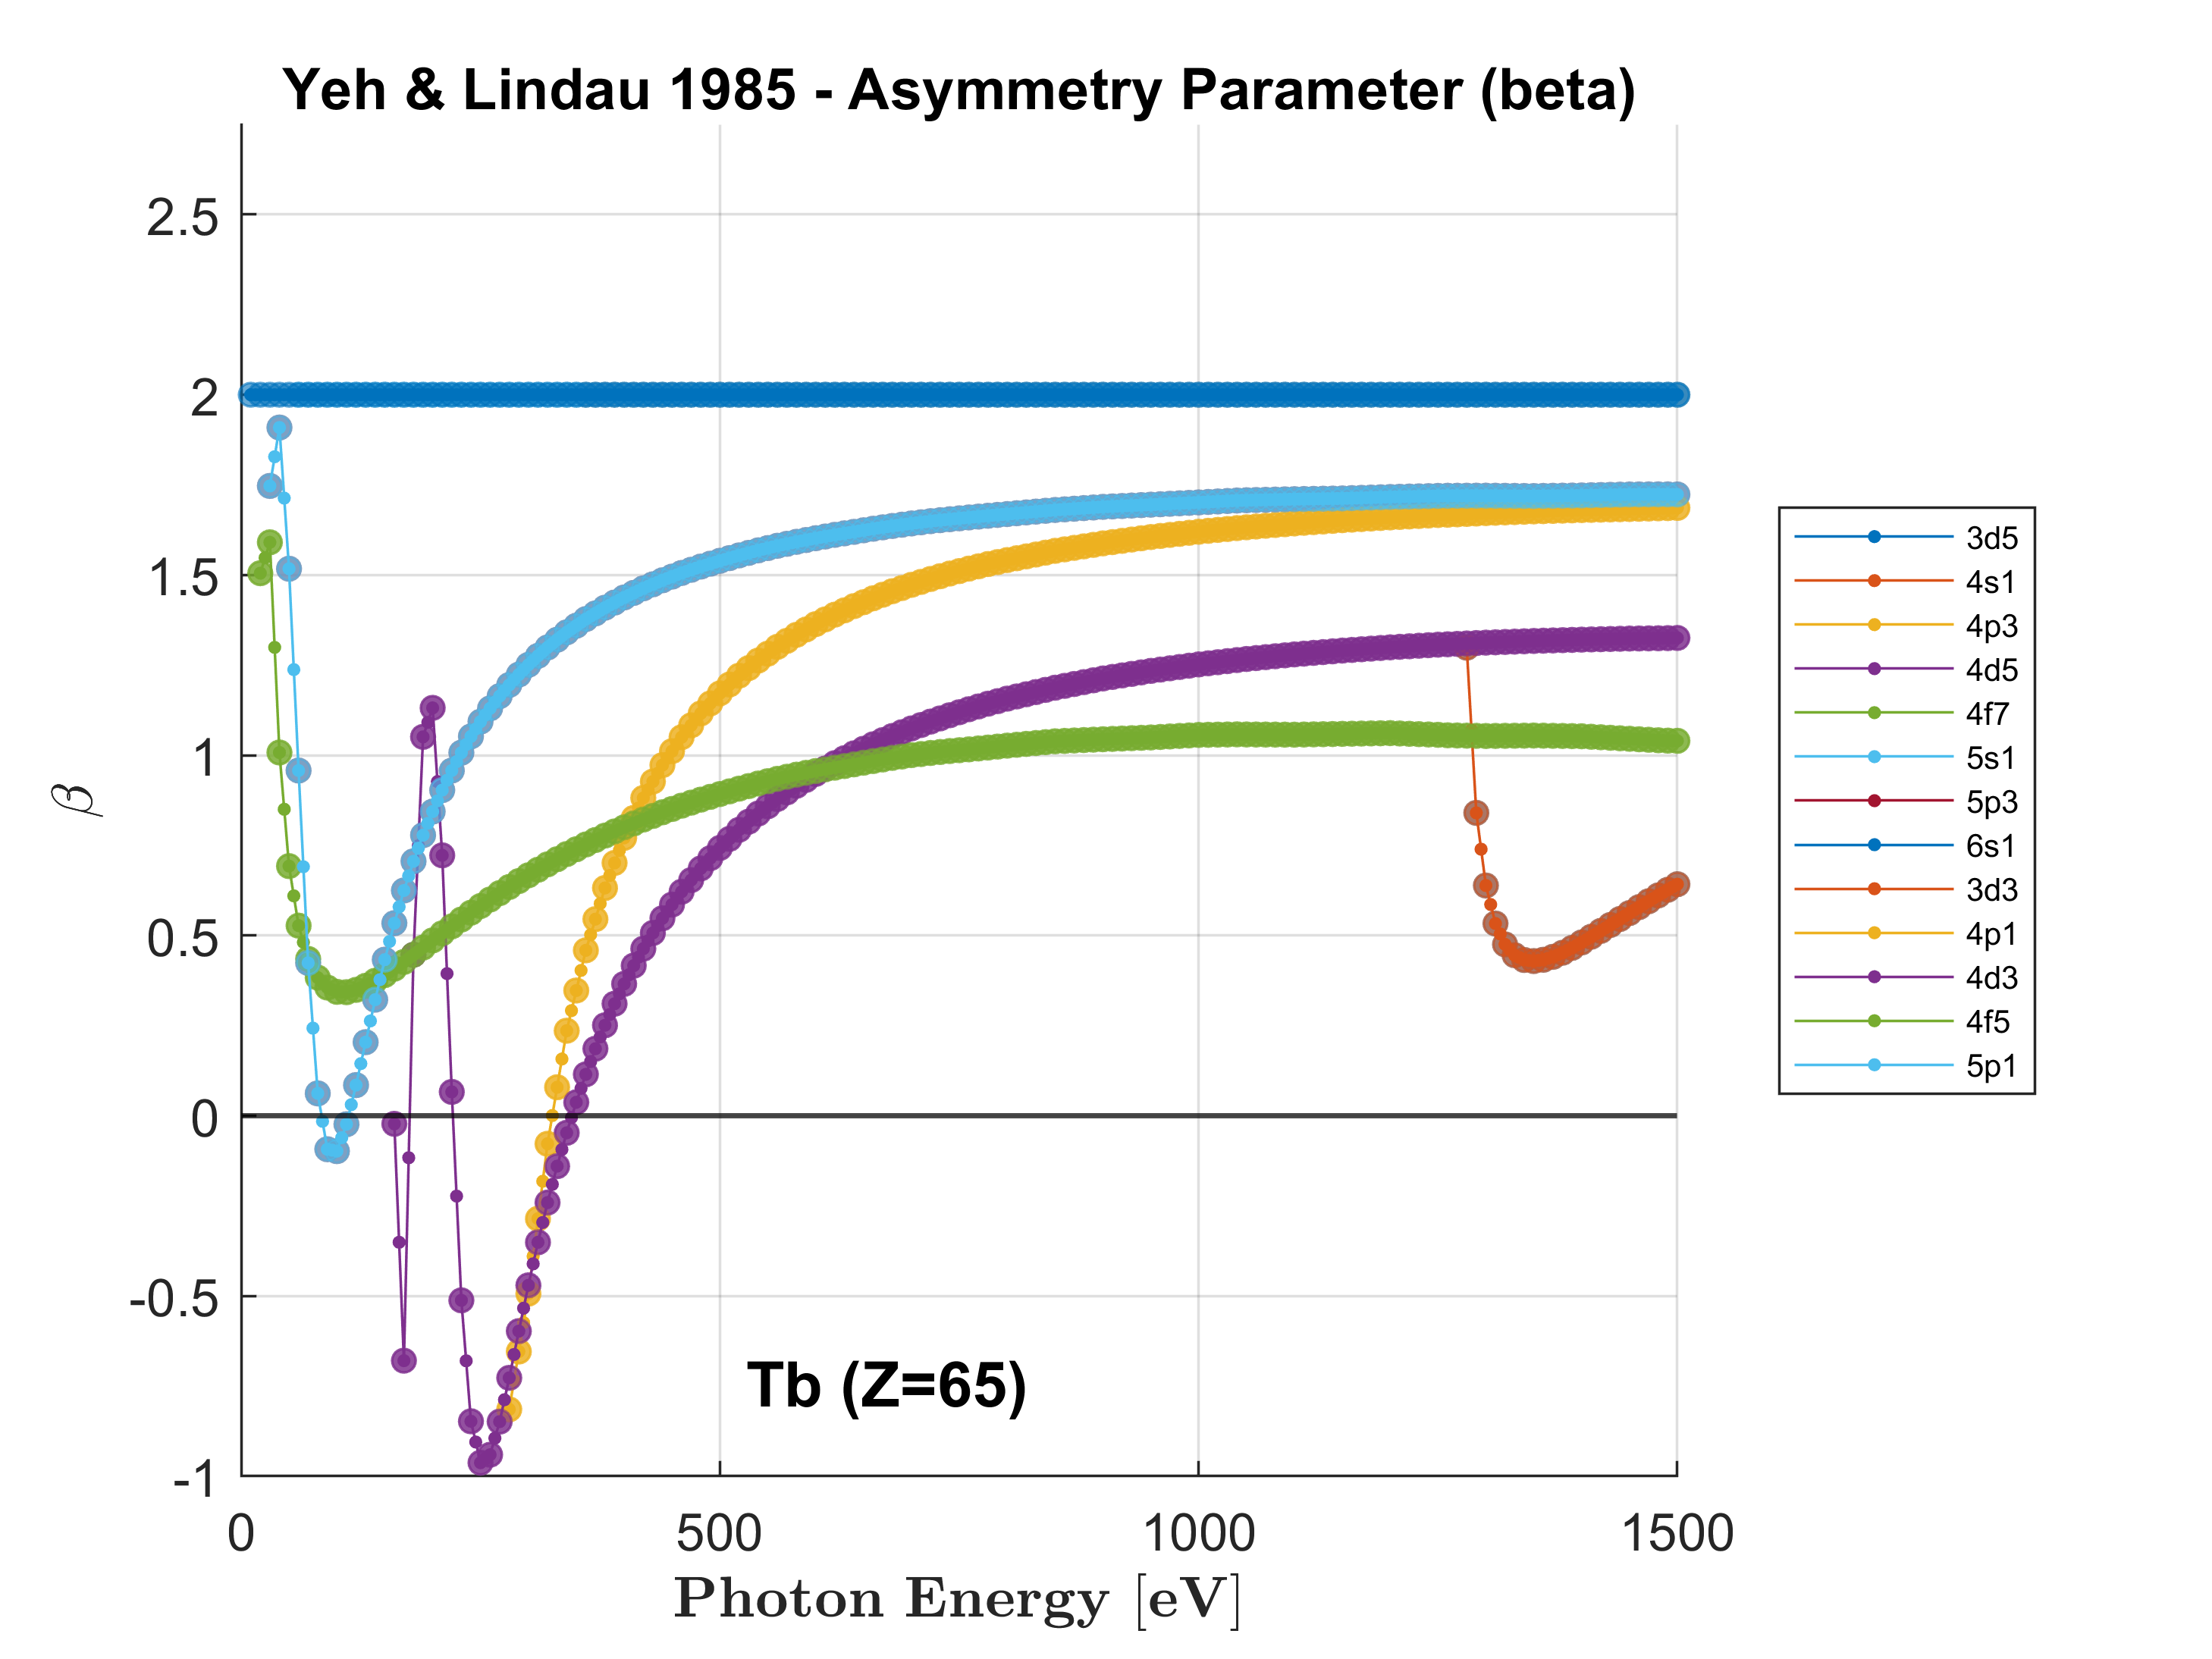 Yeh & Lindau 1985 - Asymmetry Parameter (beta)
2.5
2
1.5
1
0.5
0
-0.5
-1
β
0 500 1000 1500
Photon Energy [eV]
Tb (Z=65)
3d5
4s1
4p3
4d5
4f7
5s1
5p3
6s1
3d3
4p1
4d3
4f5
5p1